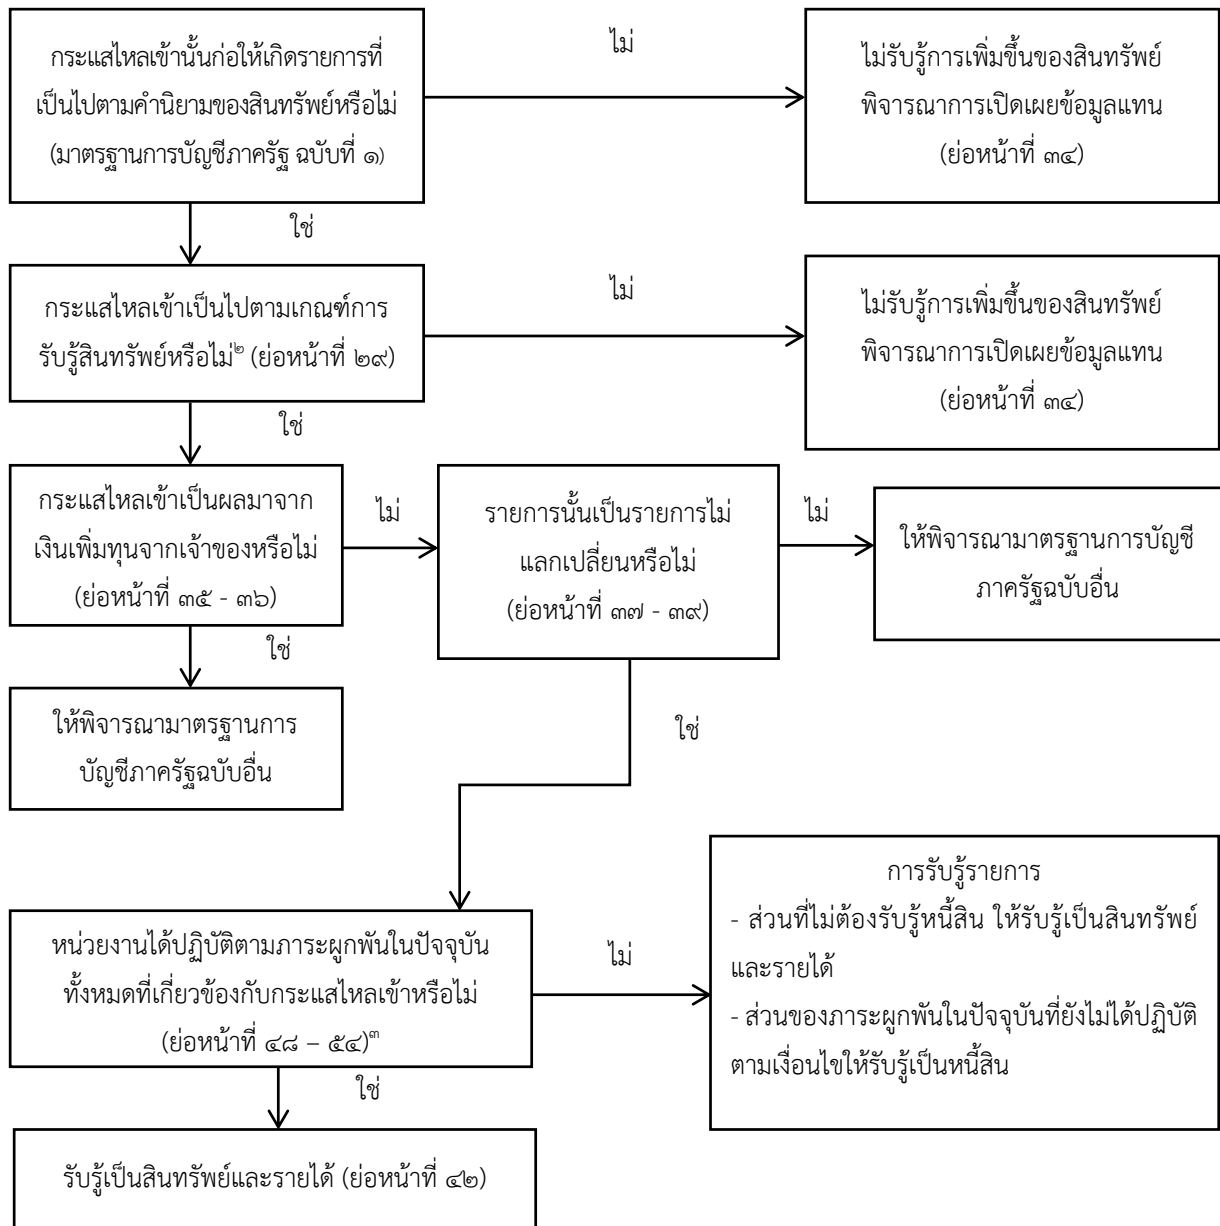 กระแสไหลเข้านั้นก่อให้เกิดรายการที่
เป็นไปตามคำนิยามของสินทรัพย์หรือไม่
(มาตรฐานการบัญชีภาครัฐ ฉบับที่ ๑)
ไม่
ไม่รับรู้การเพิ่มขึ้นของสินทรัพย์
พิจารณาการเปิดเผยข้อมูลแทน
(ย่อหน้าที่ ๓๔)
ใช่
กระแสไหลเข้าเป็นไปตามเกณฑ์การ
รับรู้สินทรัพย์หรือไม่๒ (ย่อหน้าที่ ๒๙)
ไม่
ไม่รับรู้การเพิ่มขึ้นของสินทรัพย์
พิจารณาการเปิดเผยข้อมูลแทน
(ย่อหน้าที่ ๓๔)
ใช่
กระแสไหลเข้าเป็นผลมาจาก
เงินเพิ่มทุนจากเจ้าของหรือไม่
(ย่อหน้าที่ ๓๕ - ๓๖)
ไม่
รายการนั้นเป็นรายการไม่
แลกเปลี่ยนหรือไม่
(ย่อหน้าที่ ๓๗ - ๓๙)
ไม่
ให้พิจารณามาตรฐานการบัญชี
ภาครัฐฉบับอื่น
ใช่
ให้พิจารณามาตรฐานการ
บัญชีภาครัฐฉบับอื่น
ใช่
หน่วยงานได้ปฏิบัติตามภาระผูกพันในปัจจุบัน
ทั้งหมดที่เกี่ยวข้องกับกระแสไหลเข้าหรือไม่
(ย่อหน้าที่ ๔๘ – ๕๔)๓
ไม่
การรับรู้รายการ
- ส่วนที่ไม่ต้องรับรู้หนี้สิน ให้รับรู้เป็นสินทรัพย์
และรายได้
- ส่วนของภาระผูกพันในปัจจุบันที่ยังไม่ได้ปฏิบัติ
ตามเงื่อนไขให้รับรู้เป็นหนี้สิน
ใช่
รับรู้เป็นสินทรัพย์และรายได้ (ย่อหน้าที่ ๔๒)